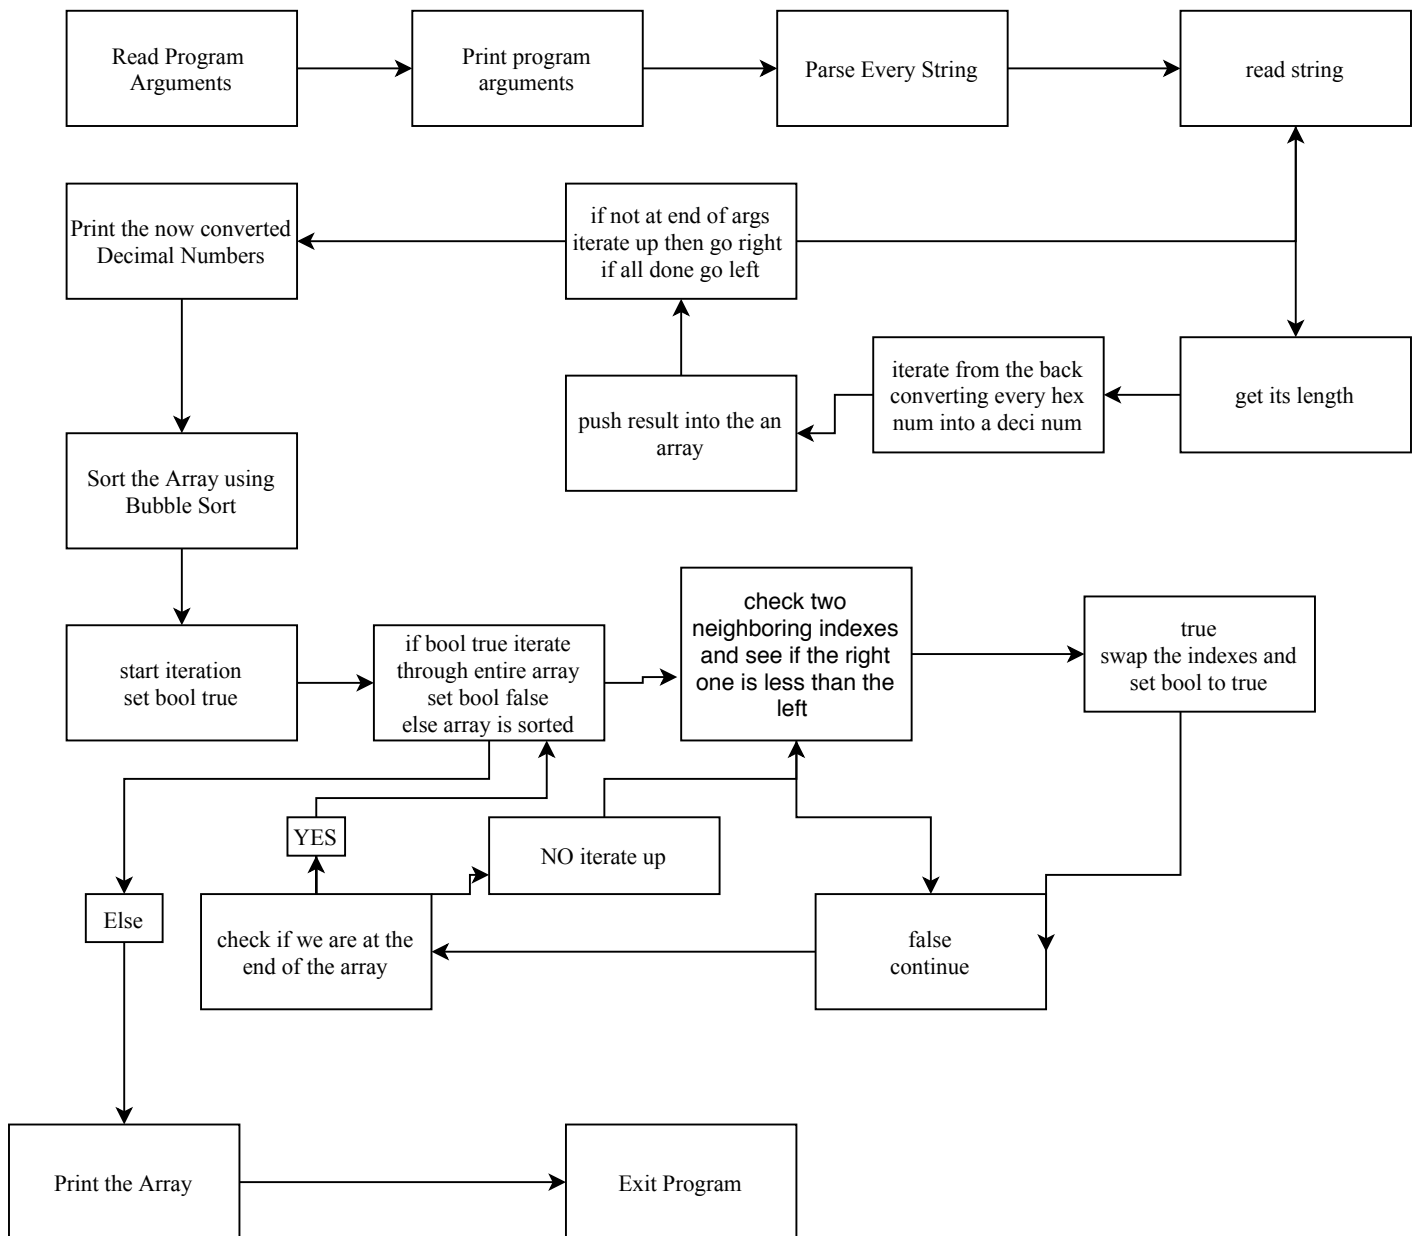 Read Program
Arguments
Print program
arguments
Parse Every String
read string
Print the now converted
Decimal Numbers
if not at end of args
iterate up then go right
if all done go left
push result into the an
array
iterate from the back
converting every hex
num into a deci num
get its length
Sort the Array using
Bubble Sort
start iteration
set bool true
if bool true iterate
through entire array
set bool false
else array is sorted
check two
neighboring indexes
and see if the right
one is less than the
left
true
swap the indexes and
set bool to true
YES
NO iterate up
Else
check if we are at the
end of the array
false
continue
Print the Array
Exit Program